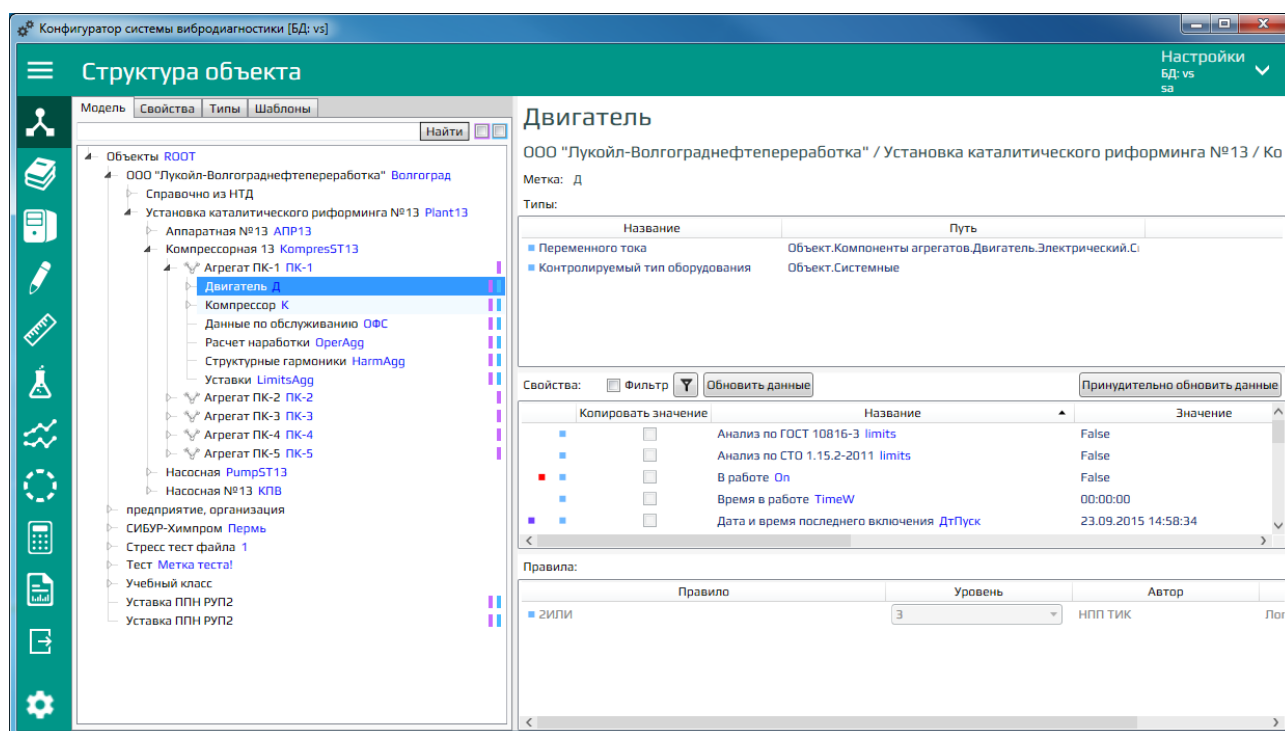 Конфигуратор системы вибродиагностики [БД: vs]
Структура объекта
Настройки
БД: vs
sa
Модель Свойства Типы Шаблоны
Найти
Объекты ROOT
ООО "Лукойл-Волгограднефтепереработка" Волгоград
Справочно из НТД
Установка каталитического риформинга №13 Plant13
Аппаратная №13 АПР13
Компрессорная 13 KompresST13
Агрегат ПК-1 ПК-1
Двигатель Д
Компрессор К
Данные по обслуживанию ОФС
Расчет наработки OperAgg
Структурные гармоники HarmAgg
Уставки LimitsAgg
Агрегат ПК-2 ПК-2
Агрегат ПК-3 ПК-3
Агрегат ПК-4 ПК-4
Агрегат ПК-5 ПК-5
Насосная PumpST13
Насосная №13 КПВ
предприятие, организация
СИБУР-Химпром Пермь
Стресс тест файла 1
Тест Метка теста!
Учебный класс
Уставка ППН РУП2
Уставка ППН РУП2
Двигатель
ООО "Лукойл-Волгограднефтепереработка" / Установка каталитического риформинга №13 / Ко
Метка: Д
Типы:
Название Путь
Переменного тока Объект.Компоненты агрегатов.Двигатель.Электрический.С
Контролируемый тип оборудования Объект.Системные
Свойства: Фильтр Обновить данные Принудительно обновить данные
Копировать значение Название Значение
Анализ по ГОСТ 10816-3 limits False
Анализ по СТО 1.15.2-2011 limits False
В работе On False
Время в работе TimeW 00:00:00
Дата и время последнего включения ДтПуск 23.09.2015 14:58:34
Правила:
Правило Уровень Автор
2ИЛИ 3 НПП ТИК Лог